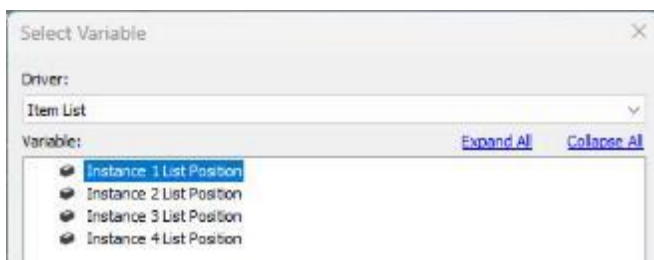 Select Variable
Driver:
Item List
Variable: Expand All Collapse All
Instance 1 List Position
Instance 2 List Position
Instance 3 List Position
Instance 4 List Position